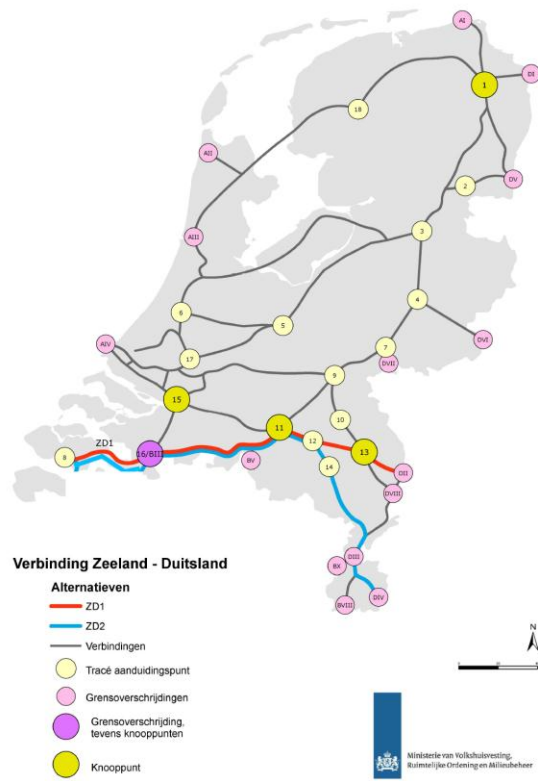 AI
DI
1
18
AII
2
DV
AIII
3
4
6
5
DVI
AIV
7
17
DVII
9
15
10
11
ZD1
12
13
8
16/BIII
BV
14
DII
DVIII
DIII
BX
DIV
BVIII
Verbinding Zeeland - Duitsland
Alternatieven
ZD1
ZD2
Verbindingen
Tracé aanduidingspunt
Grensoverschrijdingen
Grensoverschrijding,
tevens knooppunten
Knooppunt
N
Ministerie van Volkshuisvesting,
Ruimtelijke Ordening en Milieubeheer